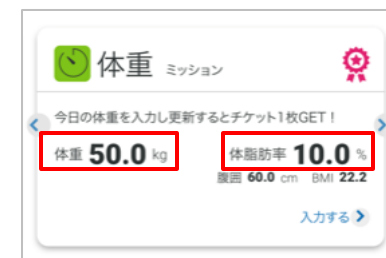 体重 ミッション
今日の体重を入力し更新するとチケット1枚GET！
体重 50.0 kg 体脂肪率 10.0 %
腹囲 60.0 cm BMI 22.2
入力する